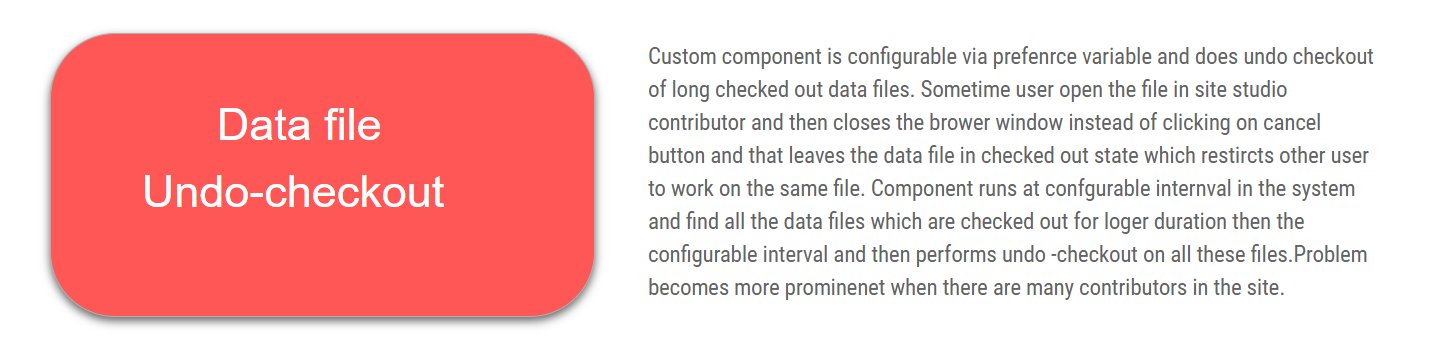 Data file
Undo-checkout
Custom component is configurable via prefenrce variable and does undo checkout
of long checked out data files. Sometime user open the file in site studio
contributor and then closes the brower window instead of clicking on cancel
button and that leaves the data file in checked out state which restircts other user
to work on the same file. Component runs at confgurable internval in the system
and find all the data files which are checked out for loger duration then the
configurable interval and then performs undo -checkout on all these files.Problem
becomes more prominenet when there are many contributors in the site.